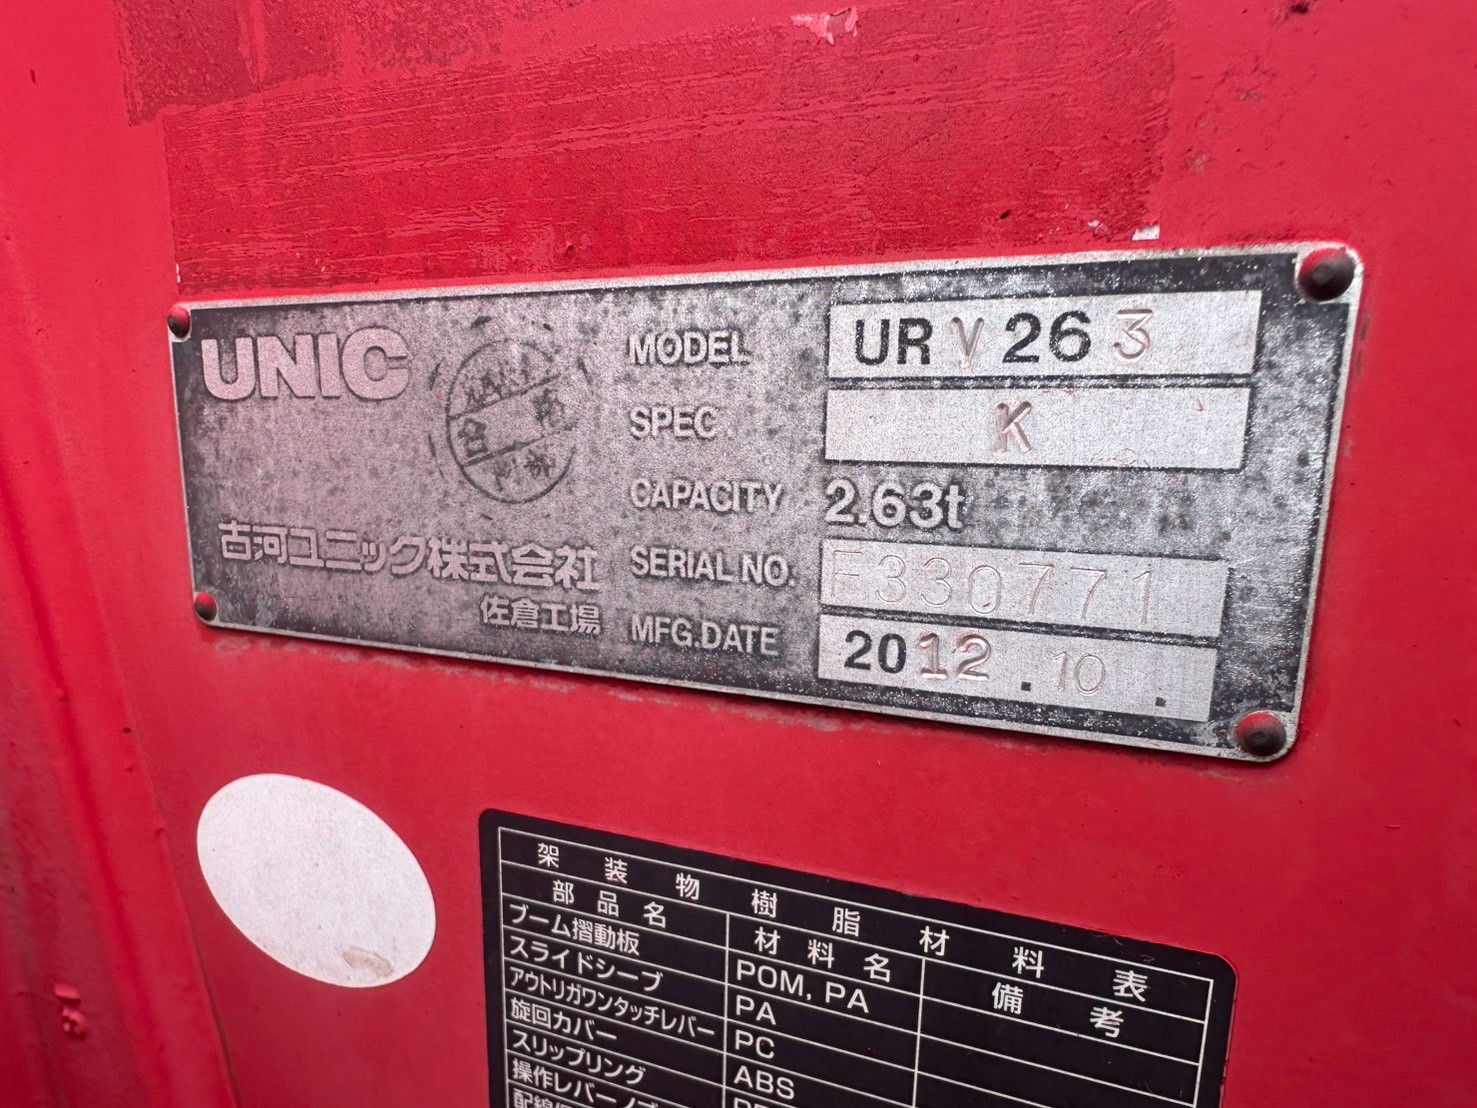 UNIC
古河ユニック株式会社
佐倉工場
MODEL URV263
SPEC K
CAPACITY 2.63t
SERIAL NO. F330771
MFG.DATE 2012.10.
合
架装物樹脂材料表
部品名 材料名 備考
ブーム摺動板 POM, PA
スライドシーブ PA
アウトリガワンタッチレバー PC
旋回カバー ABS
スリップリング
操作レバーノブ